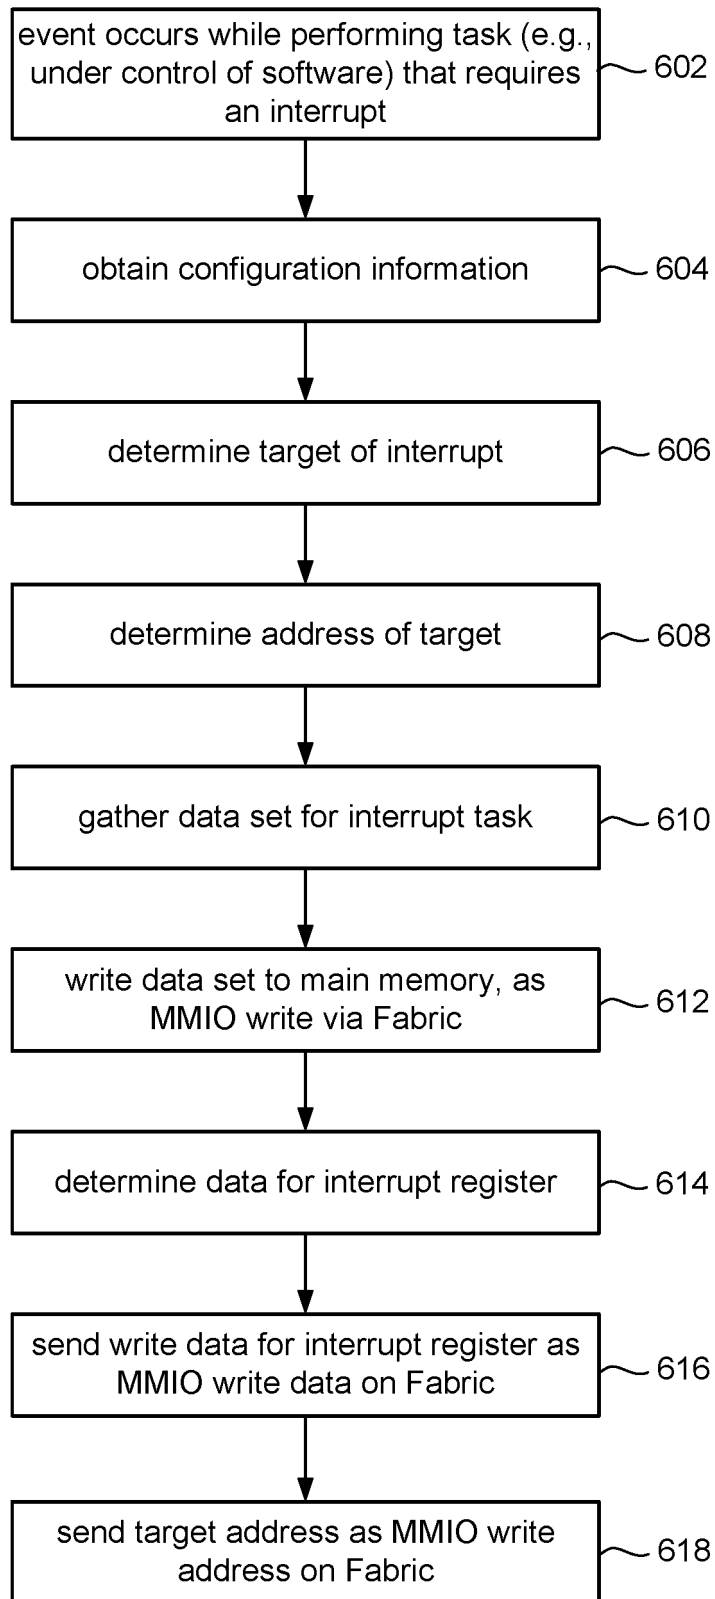 event occurs while performing task (e.g.,
under control of software) that requires
an interrupt
602
obtain configuration information
604
determine target of interrupt
606
determine address of target
608
gather data set for interrupt task
610
write data set to main memory, as
MMIO write via Fabric
612
determine data for interrupt register
614
send write data for interrupt register as
MMIO write data on Fabric
616
send target address as MMIO write
address on Fabric
618